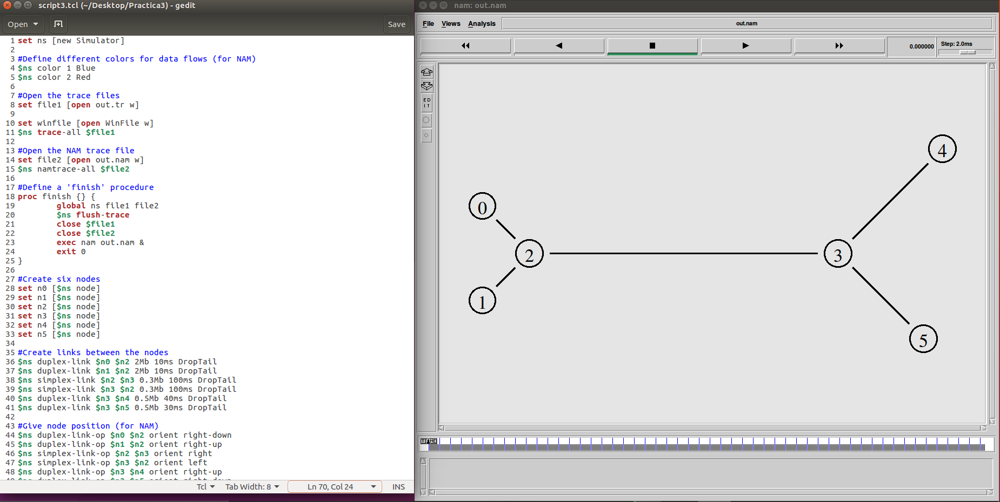 script3.tcl (~/Desktop/Practica3) - gedit
Open
Save
1 set ns [new Simulator]
2
3 #Define different colors for data flows (for NAM)
4 $ns color 1 Blue
5 $ns color 2 Red
6
7 #Open the trace files
8 set file1 [open out.tr w]
9
10 set winfile [open WinFile w]
11 $ns trace-all $file1
12
13 #Open the NAM trace file
14 set file2 [open out.nam w]
15 $ns namtrace-all $file2
16
17 #Define a 'finish' procedure
18 proc finish {} {
19 global ns file1 file2
20 $ns flush-trace
21 close $file1
22 close $file2
23 exec nam out.nam &
24 exit 0
25 }
26
27 #Create six nodes
28 set n0 [$ns node]
29 set n1 [$ns node]
30 set n2 [$ns node]
31 set n3 [$ns node]
32 set n4 [$ns node]
33 set n5 [$ns node]
34
35 #Create links between the nodes
36 $ns duplex-link $n0 $n2 2Mb 10ms DropTail
37 $ns duplex-link $n1 $n2 2Mb 10ms DropTail
38 $ns simplex-link $n2 $n3 0.3Mb 100ms DropTail
39 $ns simplex-link $n3 $n2 0.3Mb 100ms DropTail
40 $ns duplex-link $n3 $n4 0.5Mb 40ms DropTail
41 $ns duplex-link $n3 $n5 0.5Mb 30ms DropTail
42
43 #Give node position (for NAM)
44 $ns duplex-link-op $n0 $n2 orient right-down
45 $ns duplex-link-op $n1 $n2 orient right-up
46 $ns simplex-link-op $n2 $n3 orient right
47 $ns simplex-link-op $n3 $n2 orient left
48 $ns duplex-link-op $n3 $n4 orient right-up
Tcl Tab Width: 8 Ln 70, Col 24 INS
nam: out.nam
File Views Analysis out.nam
0.000000 Step: 2.0ms
ED
IT
4
0
2
3
1
5
TIME